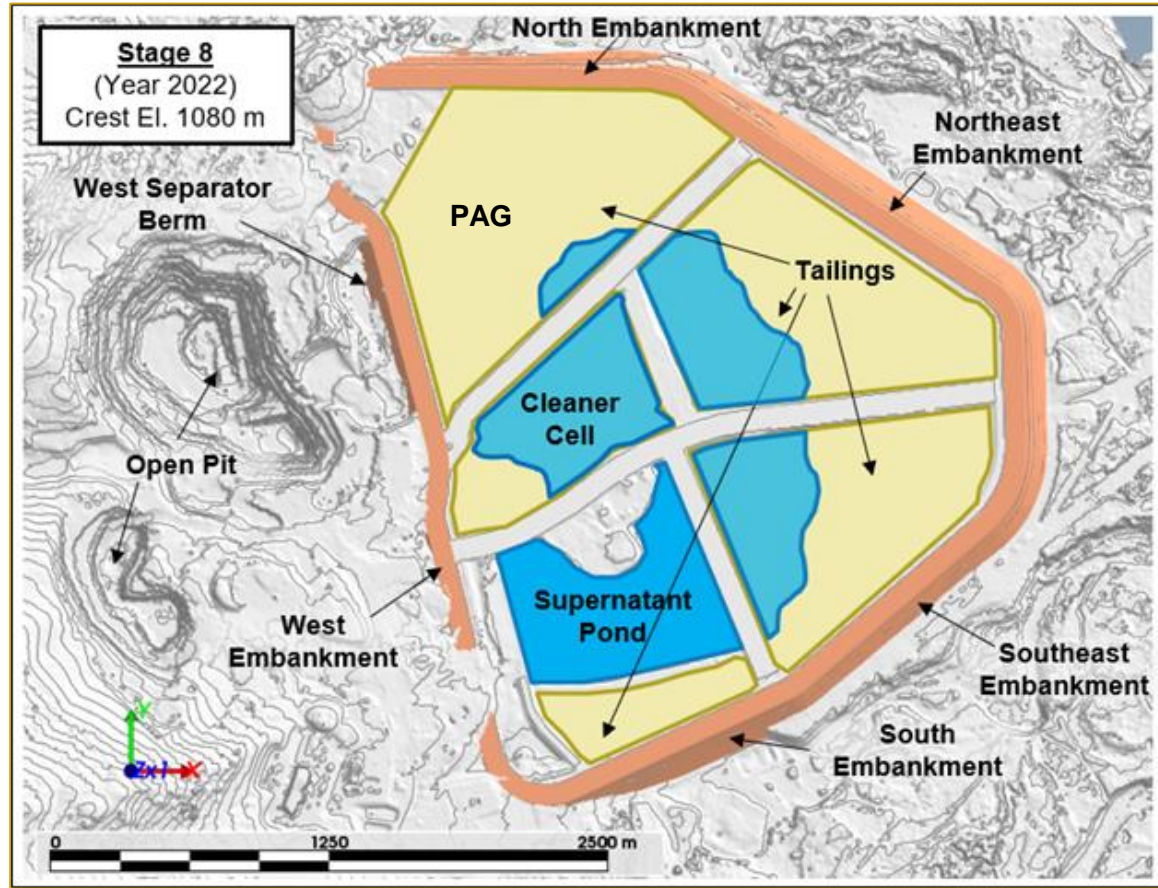 North Embankment
Stage 8
(Year 2022)
Crest El. 1080 m
Northeast
Embankment
West Separator
Berm
PAG
Tailings
Cleaner
Cell
Open Pit
Supernatant
Pond
West
Embankment
Southeast
Embankment
South
Embankment
Y
X
0
1250
2500 m